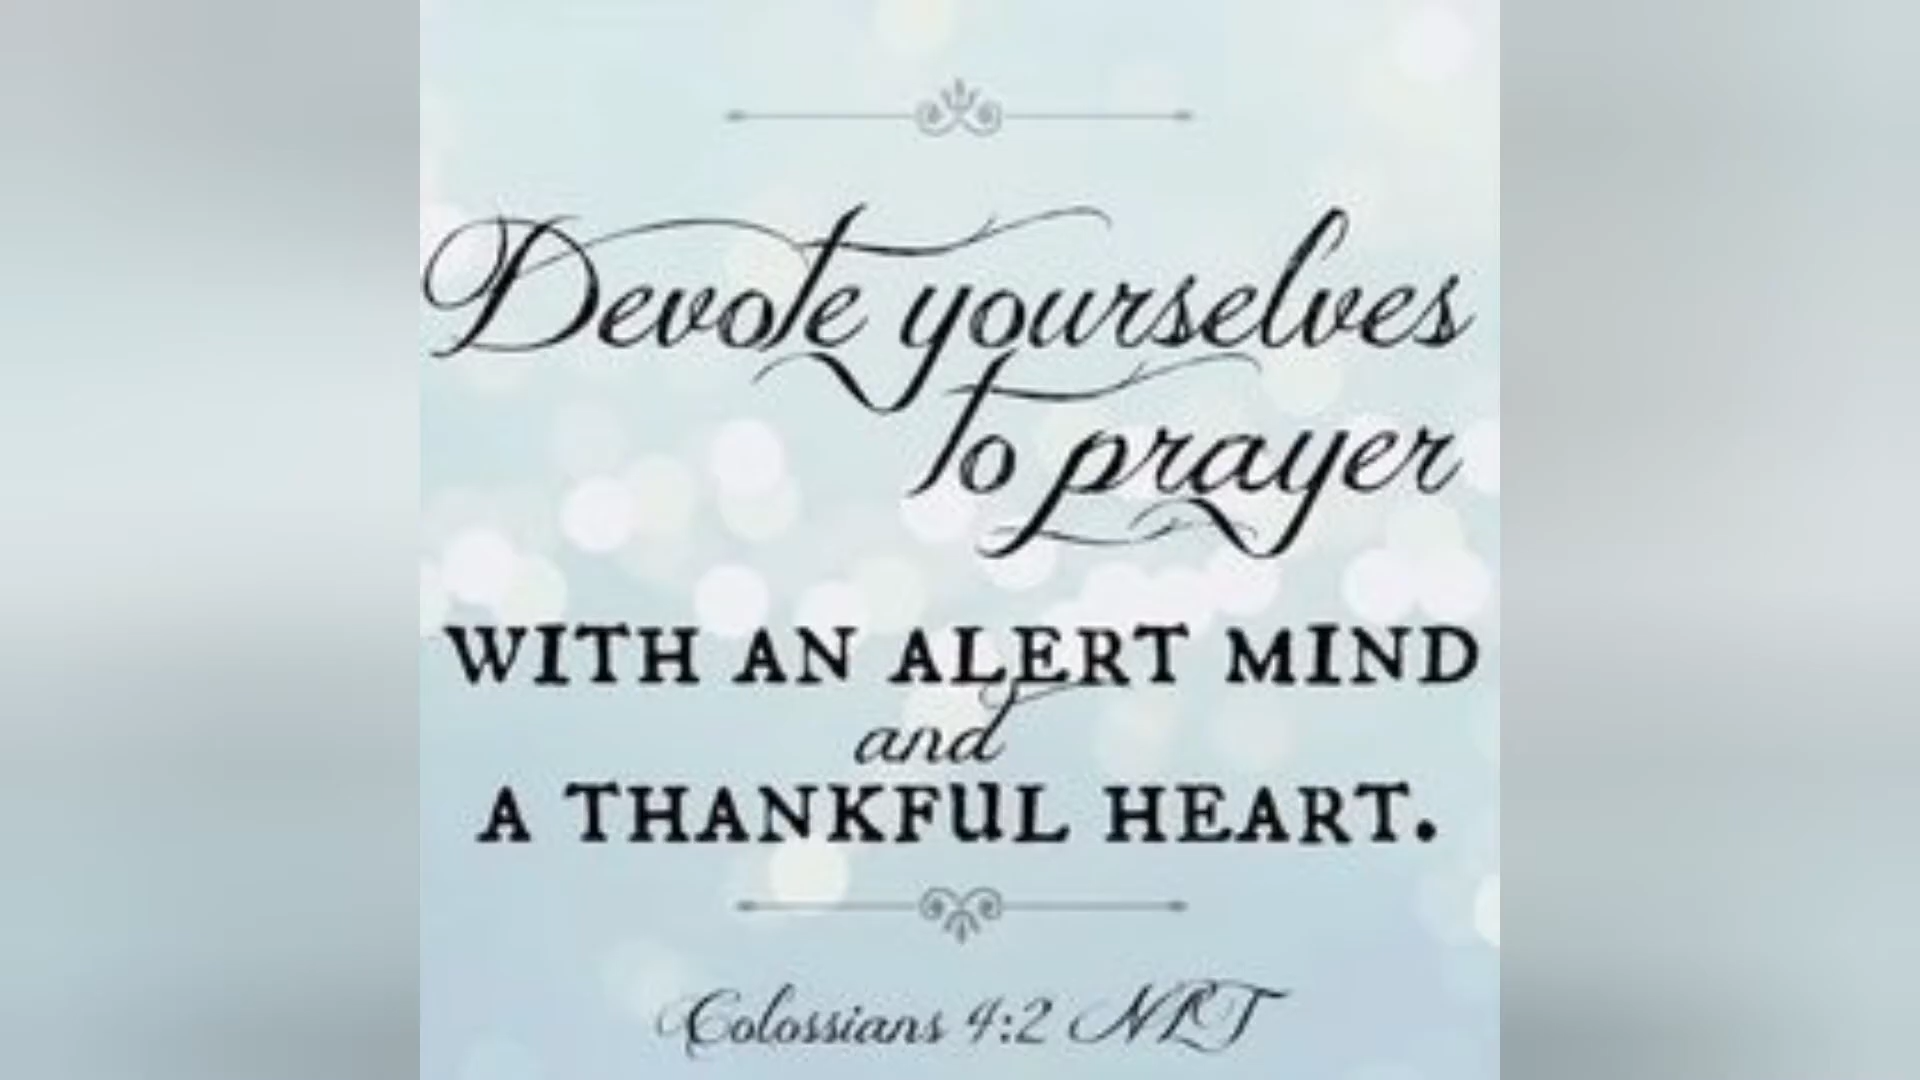 Devote yourselves
to prayer
WITH AN ALERT MIND
and
A THANKFUL HEART.
Colossians 4:2 NLT